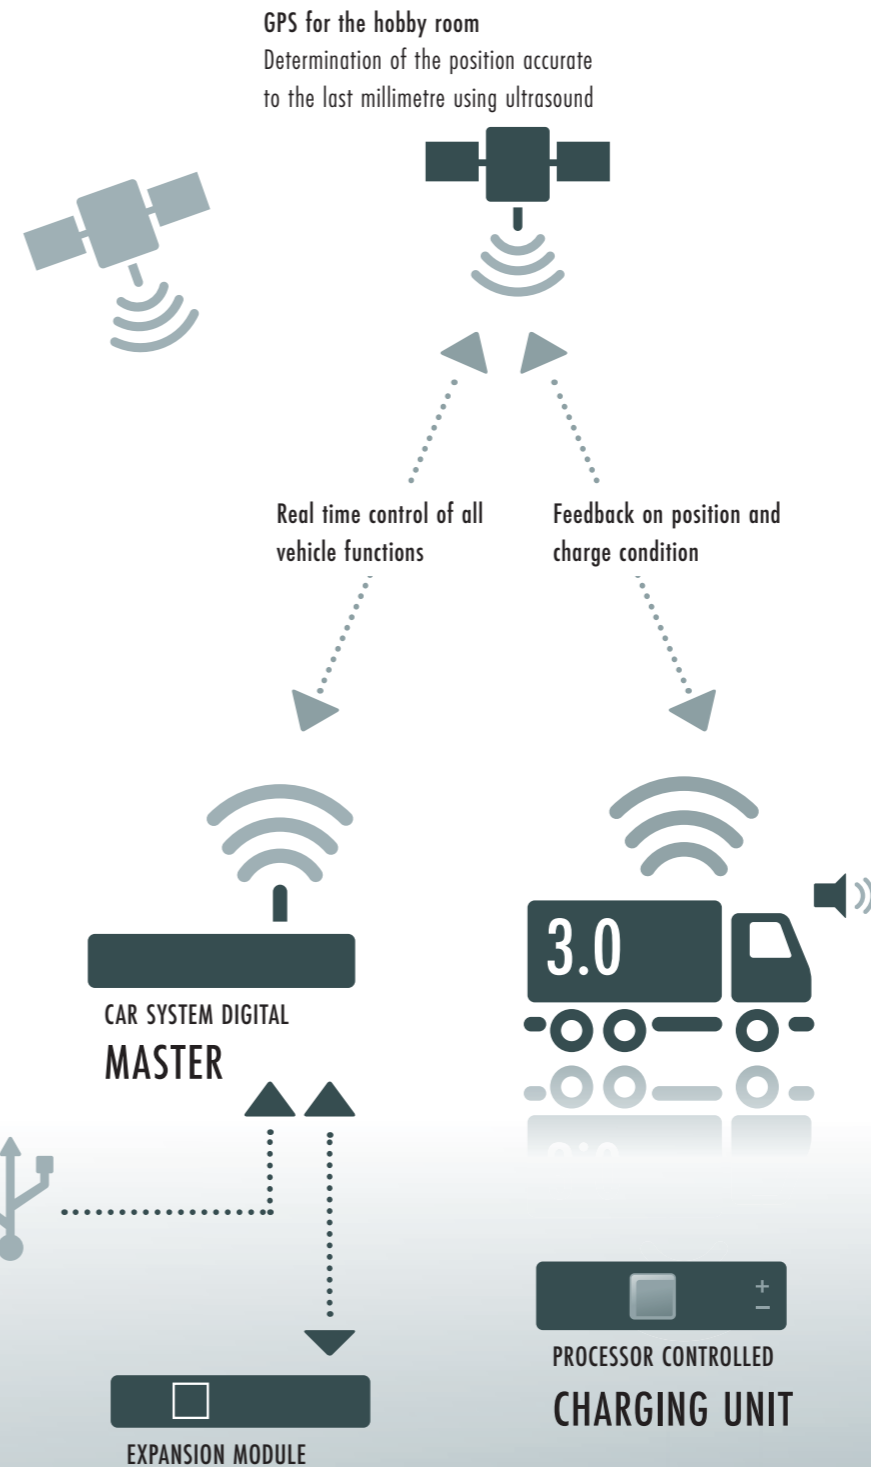 GPS for the hobby room
Determination of the position accurate
to the last millimetre using ultrasound
Real time control of all
vehicle functions
Feedback on position and
charge condition
3.0
CAR SYSTEM DIGITAL
MASTER
+
−
PROCESSOR CONTROLLED
CHARGING UNIT
EXPANSION MODULE